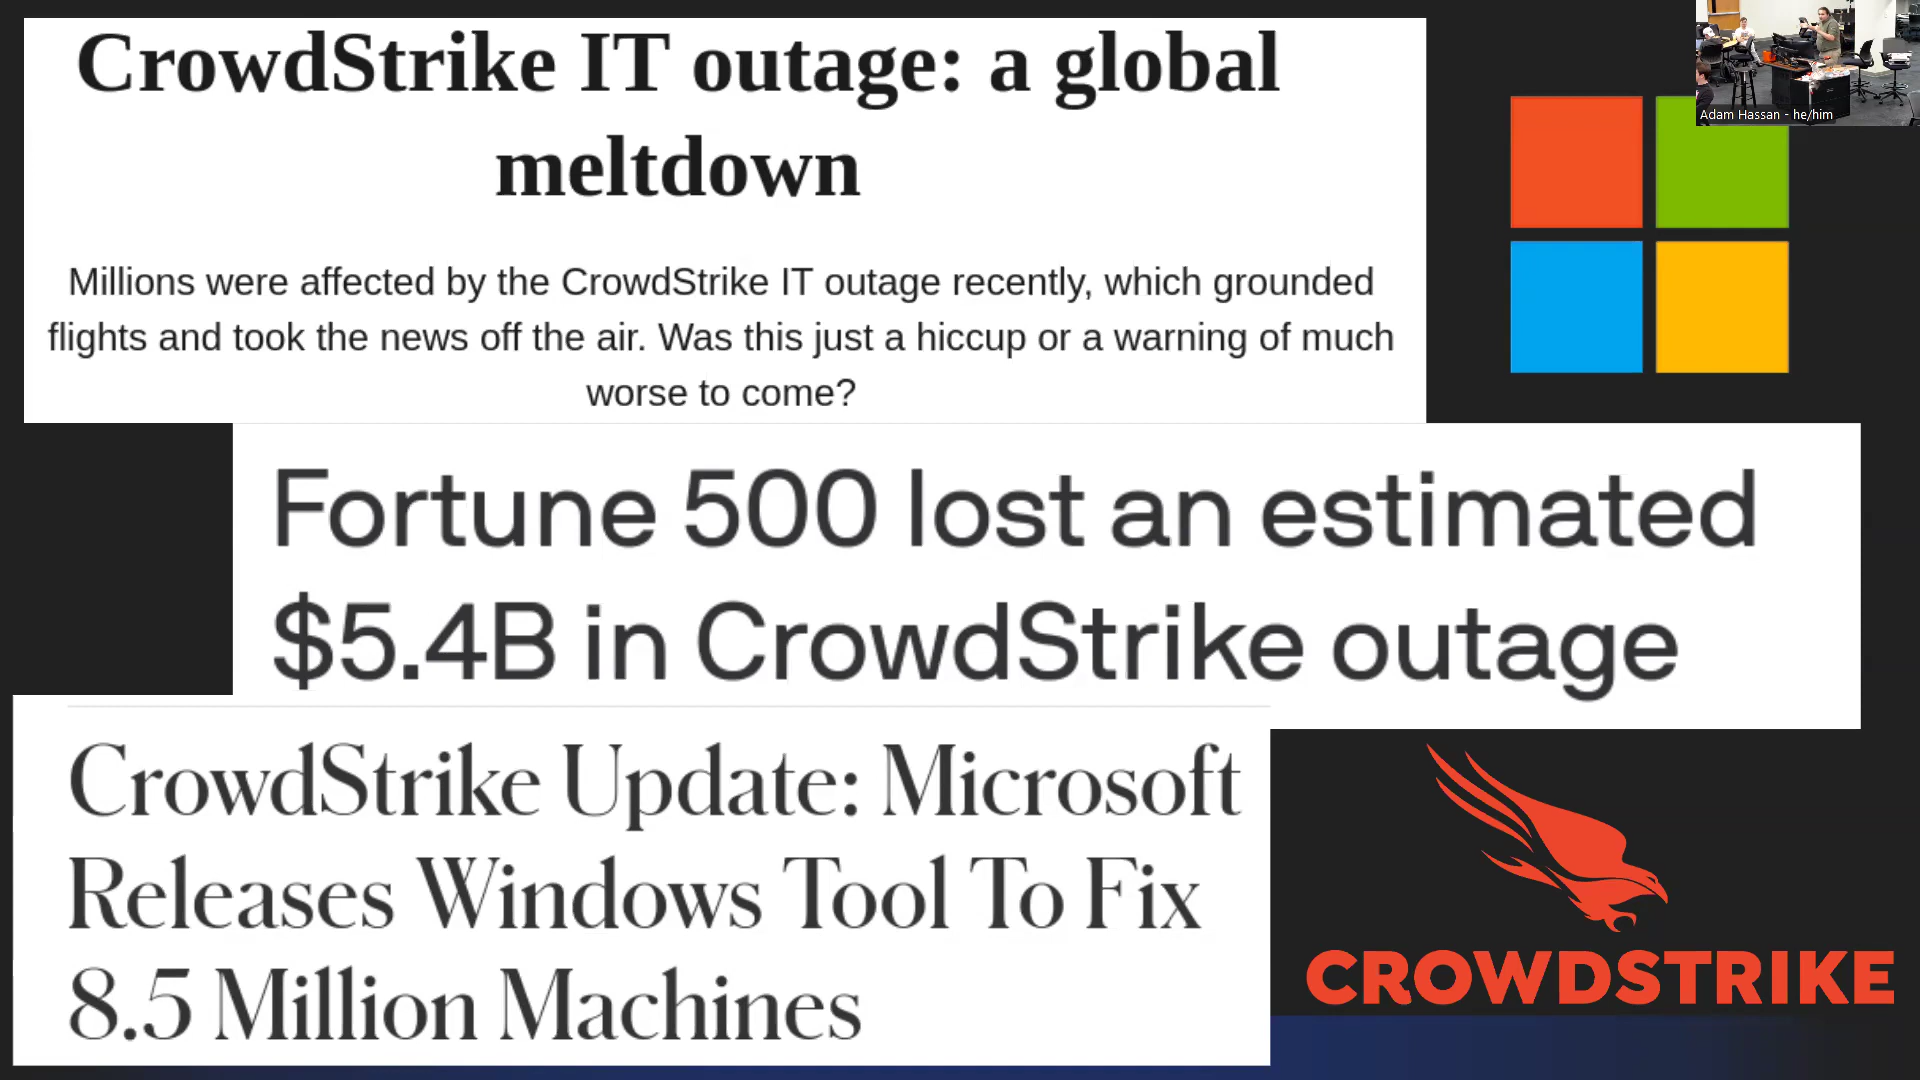 CrowdStrike IT outage: a global
meltdown
Millions were affected by the CrowdStrike IT outage recently, which grounded
flights and took the news off the air. Was this just a hiccup or a warning of much
worse to come?
Adam Hassan - he/him
Fortune 500 lost an estimated
$5.4B in CrowdStrike outage
CrowdStrike Update: Microsoft
Releases Windows Tool To Fix
8.5 Million Machines
CROWDSTRIKE